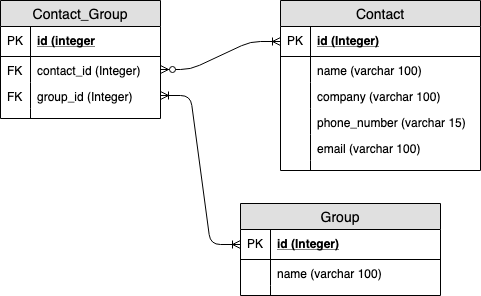 Contact_Group
PK id (integer
FK contact_id (Integer)
FK group_id (Integer)
Contact
PK id (Integer)
name (varchar 100)
company (varchar 100)
phone_number (varchar 15)
email (varchar 100)
Group
PK id (Integer)
name (varchar 100)